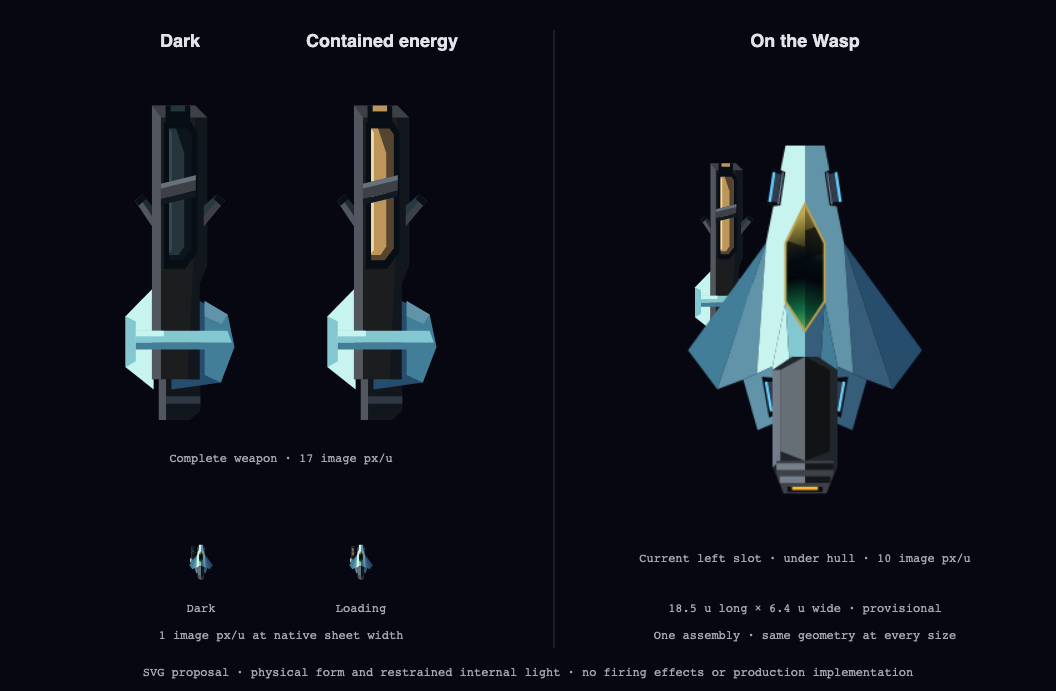 Dark
Contained energy
On the Wasp
Complete weapon · 17 image px/u
Current left slot · under hull · 10 image px/u
Dark
Loading
18.5 u long × 6.4 u wide · provisional
1 image px/u at native sheet width
One assembly · same geometry at every size
SVG proposal · physical form and restrained internal light · no firing effects or production implementation